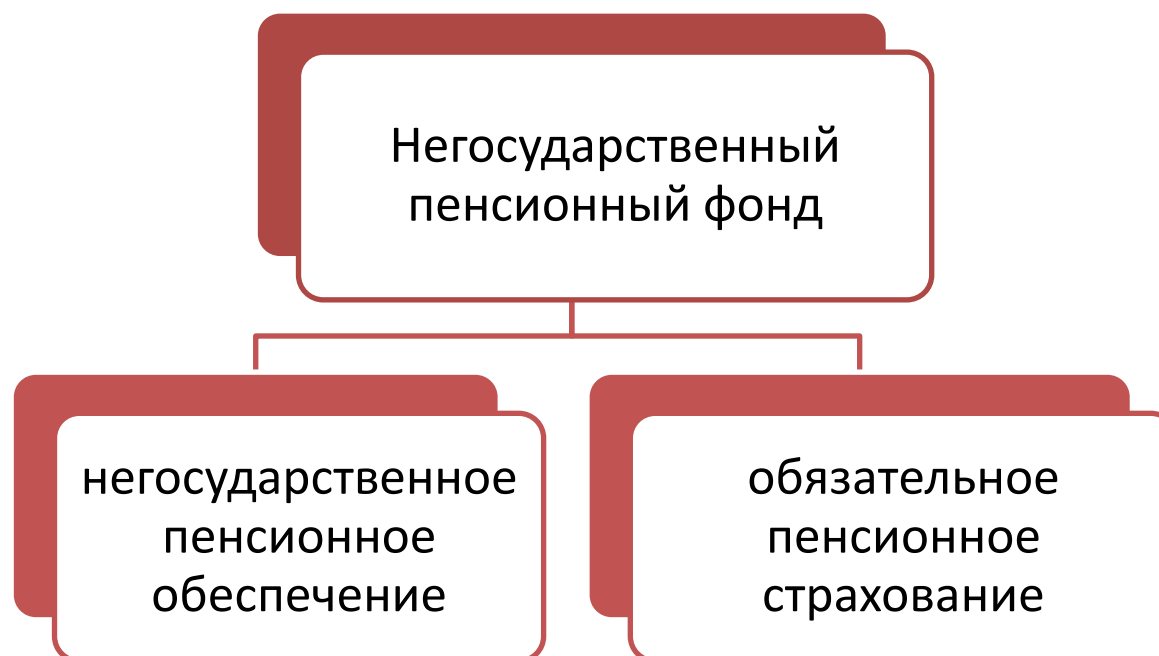 Негосударственный
пенсионный фонд
негосударственное
пенсионное
обеспечение
обязательное
пенсионное
страхование